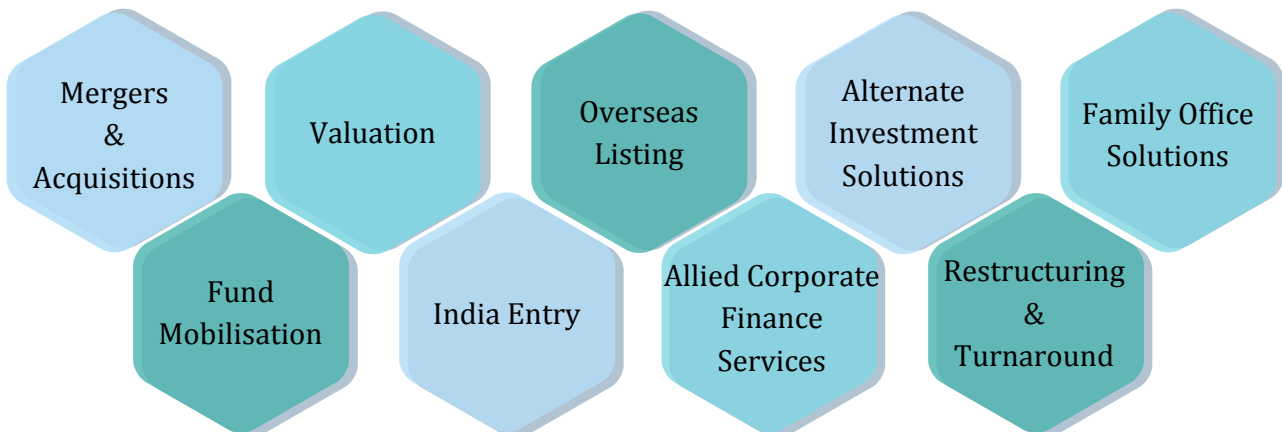 Mergers
&
Acquisitions
Valuation
Overseas
Listing
Alternate
Investment
Solutions
Family Office
Solutions
Fund
Mobilisation
India Entry
Allied Corporate
Finance
Services
Restructuring
&
Turnaround